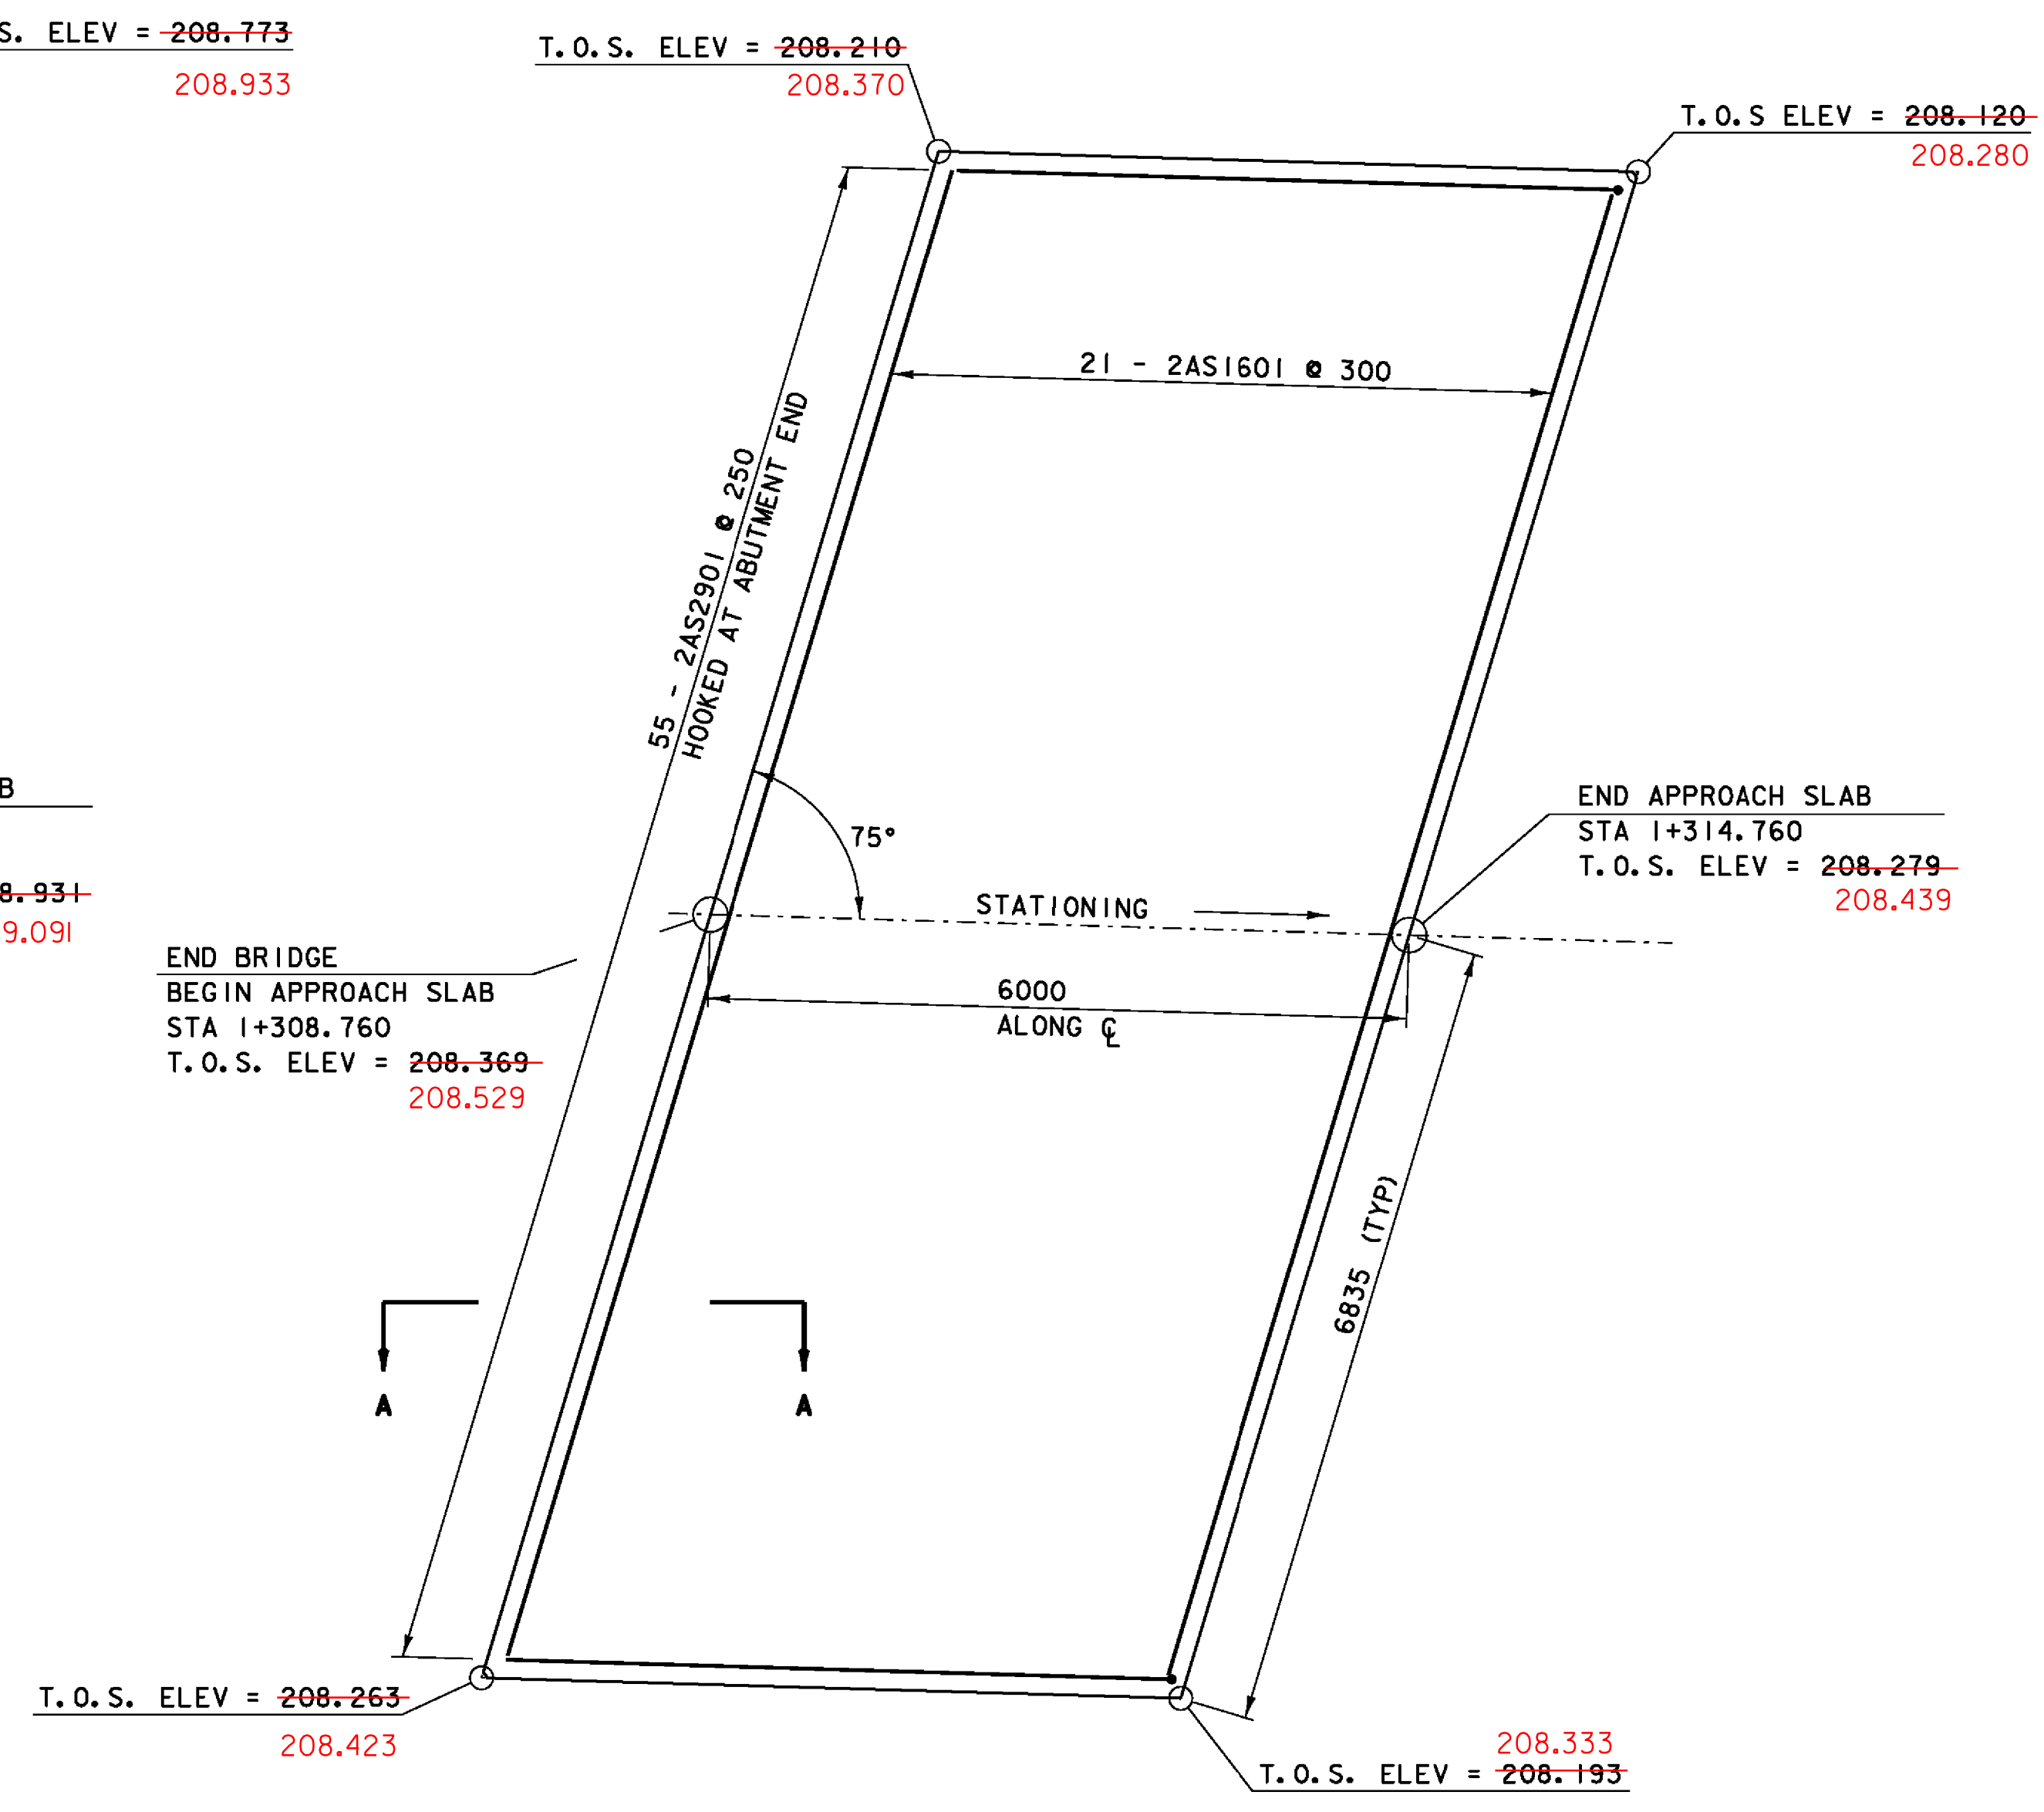 S. ELEV = 208.773
208.933
T.O.S. ELEV = 208.210
208.370
T.O.S ELEV = 208.120
208.280
21 - 2AS1601 @ 300
55 - 2AS2901 @ 250
HOOKED AT ABUTMENT END
75°
B
8.931
9.091
STATIONING
END APPROACH SLAB
STA 1+314.760
T.O.S. ELEV = 208.279
208.439
END BRIDGE
BEGIN APPROACH SLAB
STA 1+308.760
T.O.S. ELEV = 208.369
208.529
6000
ALONG ℄
6835 (TYP)
A A
T.O.S. ELEV = 208.263
208.423
208.333
T.O.S. ELEV = 208.193